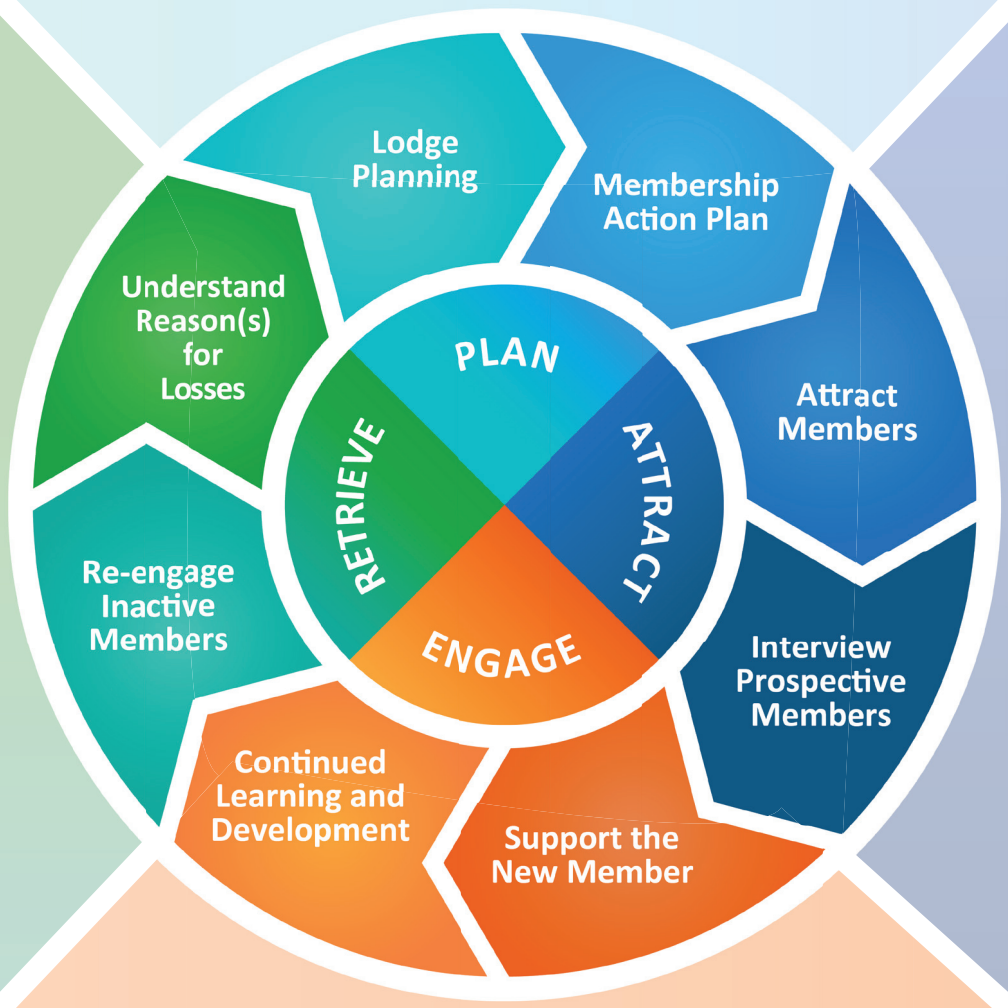 Lodge
Planning
Membership
Action Plan
Attract
Members
Interview
Prospective
Members
Support the
New Member
Continued
Learning and
Development
Re-engage
Inactive
Members
Understand
Reason(s)
for
Losses
PLAN
ATTRACT
ENGAGE
RETRIEVE